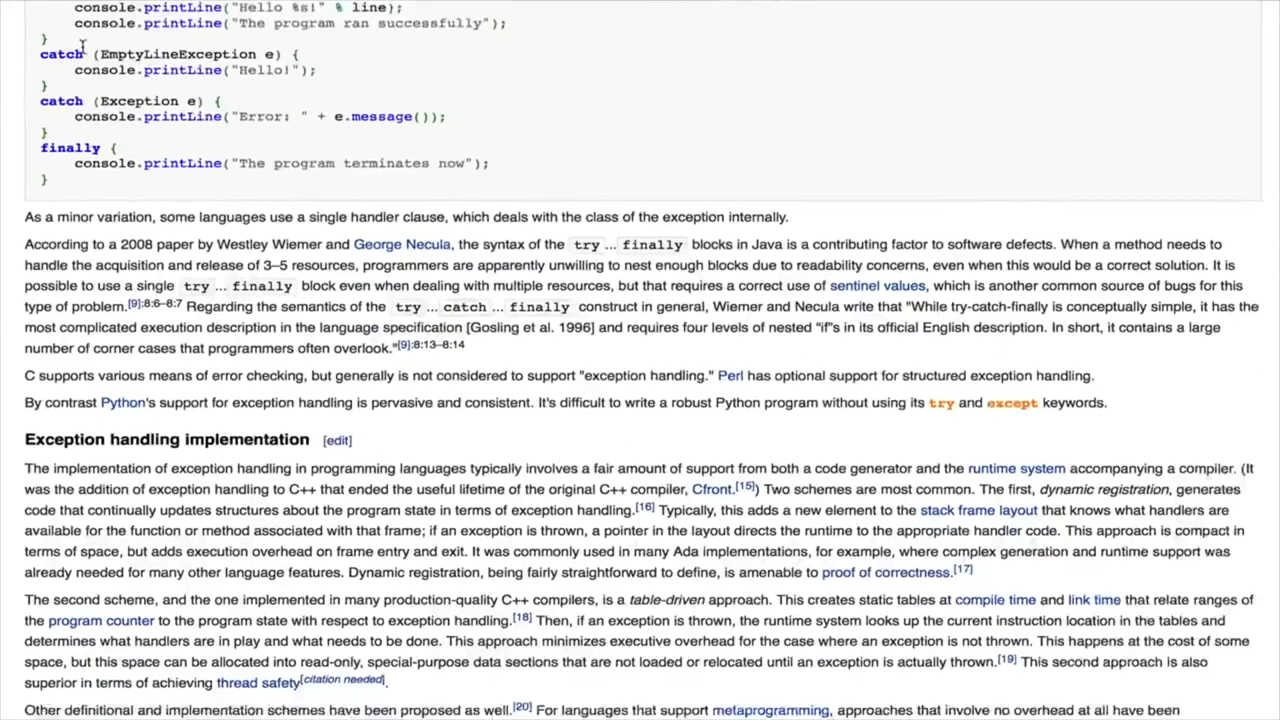 console.printLine("Hello %s!" % line);
console.printLine("The program ran successfully");
}
catch (EmptyLineException e) {
console.printLine("Hello!");
}
catch (Exception e) {
console.printLine("Error: " + e.message());
}
finally {
console.printLine("The program terminates now");
}
As a minor variation, some languages use a single handler clause, which deals with the class of the exception internally.
According to a 2008 paper by Westley Wiemer and George Necula, the syntax of the try ... finally blocks in Java is a contributing factor to software defects. When a method needs to
handle the acquisition and release of 3–5 resources, programmers are apparently unwilling to nest enough blocks due to readability concerns, even when this would be a correct solution. It is
possible to use a single try ... finally block even when dealing with multiple resources, but that requires a correct use of sentinel values, which is another common source of bugs for this
type of problem.[9]:8:6–8:7 Regarding the semantics of the try ... catch ... finally construct in general, Wiemer and Necula write that "While try-catch-finally is conceptually simple, it has the
most complicated execution description in the language specification [Gosling et al. 1996] and requires four levels of nested "if"s in its official English description. In short, it contains a large
number of corner cases that programmers often overlook."[9]:8:13–8:14
C supports various means of error checking, but generally is not considered to support "exception handling." Perl has optional support for structured exception handling.
By contrast Python's support for exception handling is pervasive and consistent. It's difficult to write a robust Python program without using its try and except keywords.
Exception handling implementation [edit]
The implementation of exception handling in programming languages typically involves a fair amount of support from both a code generator and the runtime system accompanying a compiler. (It
was the addition of exception handling to C++ that ended the useful lifetime of the original C++ compiler, Cfront.[15]) Two schemes are most common. The first, dynamic registration, generates
code that continually updates structures about the program state in terms of exception handling.[16] Typically, this adds a new element to the stack frame layout that knows what handlers are
available for the function or method associated with that frame; if an exception is thrown, a pointer in the layout directs the runtime to the appropriate handler code. This approach is compact in
terms of space, but adds execution overhead on frame entry and exit. It was commonly used in many Ada implementations, for example, where complex generation and runtime support was
already needed for many other language features. Dynamic registration, being fairly straightforward to define, is amenable to proof of correctness.[17]
The second scheme, and the one implemented in many production-quality C++ compilers, is a table-driven approach. This creates static tables at compile time and link time that relate ranges of
the program counter to the program state with respect to exception handling.[18] Then, if an exception is thrown, the runtime system looks up the current instruction location in the tables and
determines what handlers are in play and what needs to be done. This approach minimizes executive overhead for the case where an exception is not thrown. This happens at the cost of some
space, but this space can be allocated into read-only, special-purpose data sections that are not loaded or relocated until an exception is actually thrown.[19] This second approach is also
superior in terms of achieving thread safety[citation needed].
Other definitional and implementation schemes have been proposed as well.[20] For languages that support metaprogramming, approaches that involve no overhead at all have been